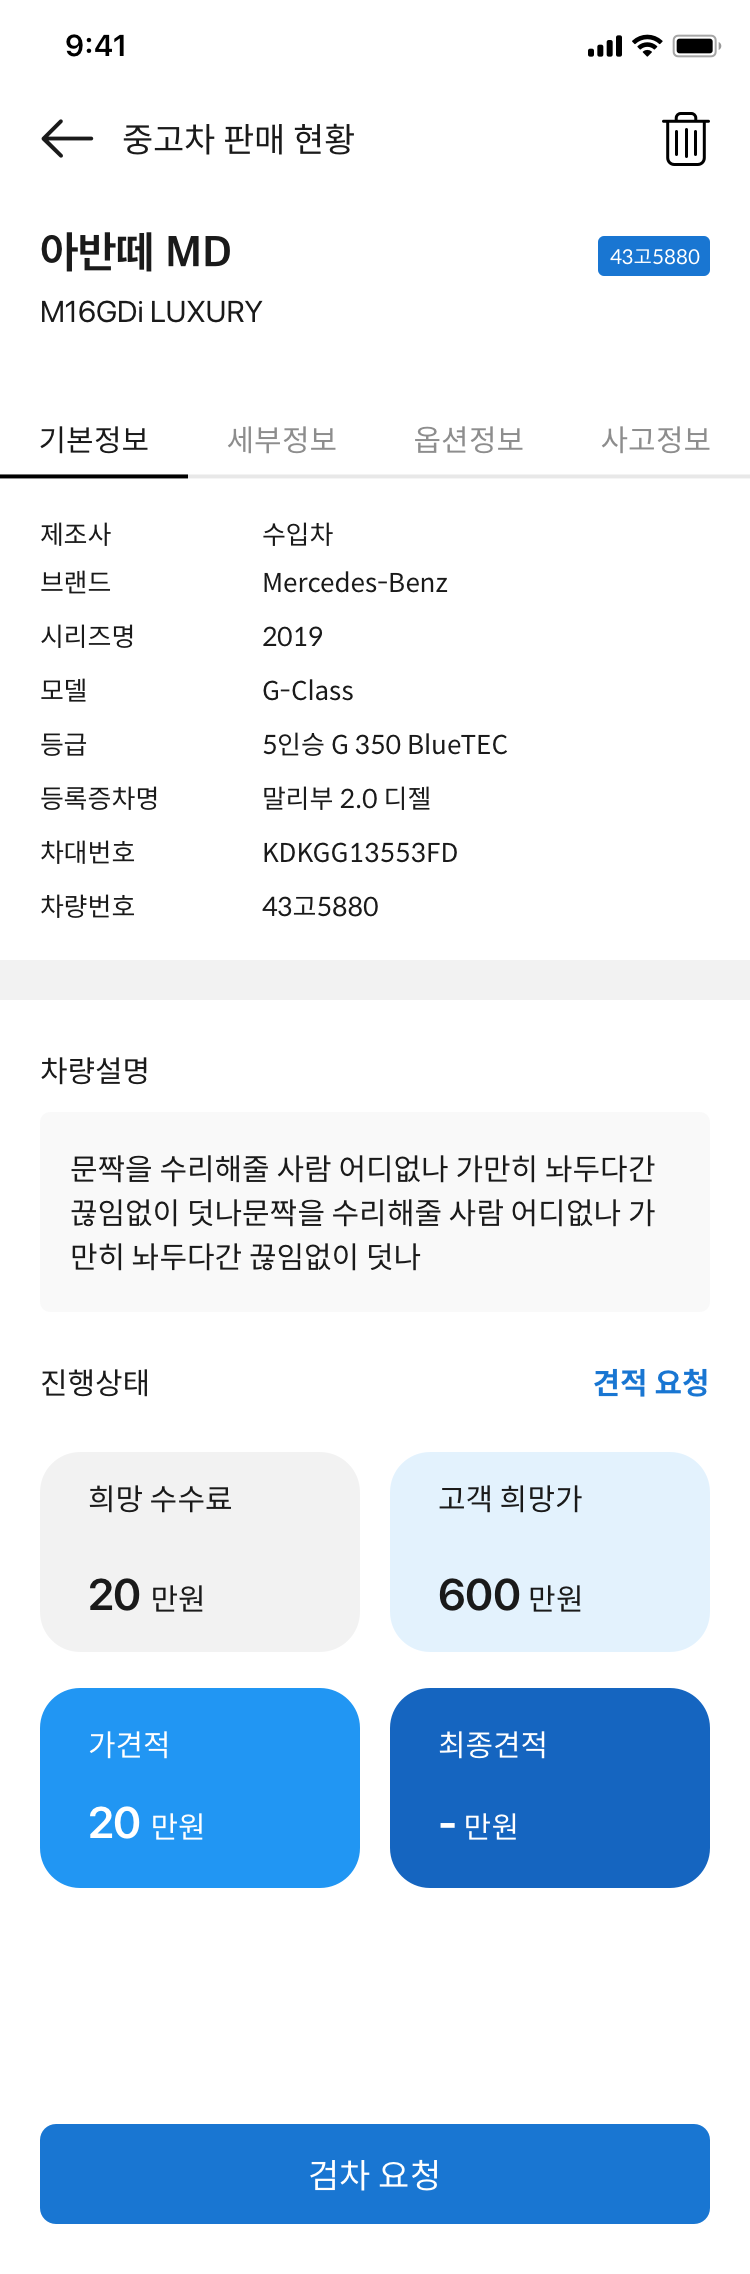 9:41
중고차 판매 현황
아반떼 MD
43고5880
M16GDi LUXURY
기본정보 세부정보 옵션정보 사고정보
제조사 수입차
브랜드 Mercedes-Benz
시리즈명 2019
모델 G-Class
등급 5인승 G 350 BlueTEC
등록증차명 말리부 2.0 디젤
차대번호 KDKGG13553FD
차량번호 43고5880
차량설명
문짝을 수리해줄 사람 어디없나 가만히 놔두다간
끊임없이 덧나문짝을 수리해줄 사람 어디없나 가
만히 놔두다간 끊임없이 덧나
진행상태 견적 요청
희망 수수료 고객 희망가
20 만원 600 만원
가견적 최종견적
20 만원 - 만원
검차 요청